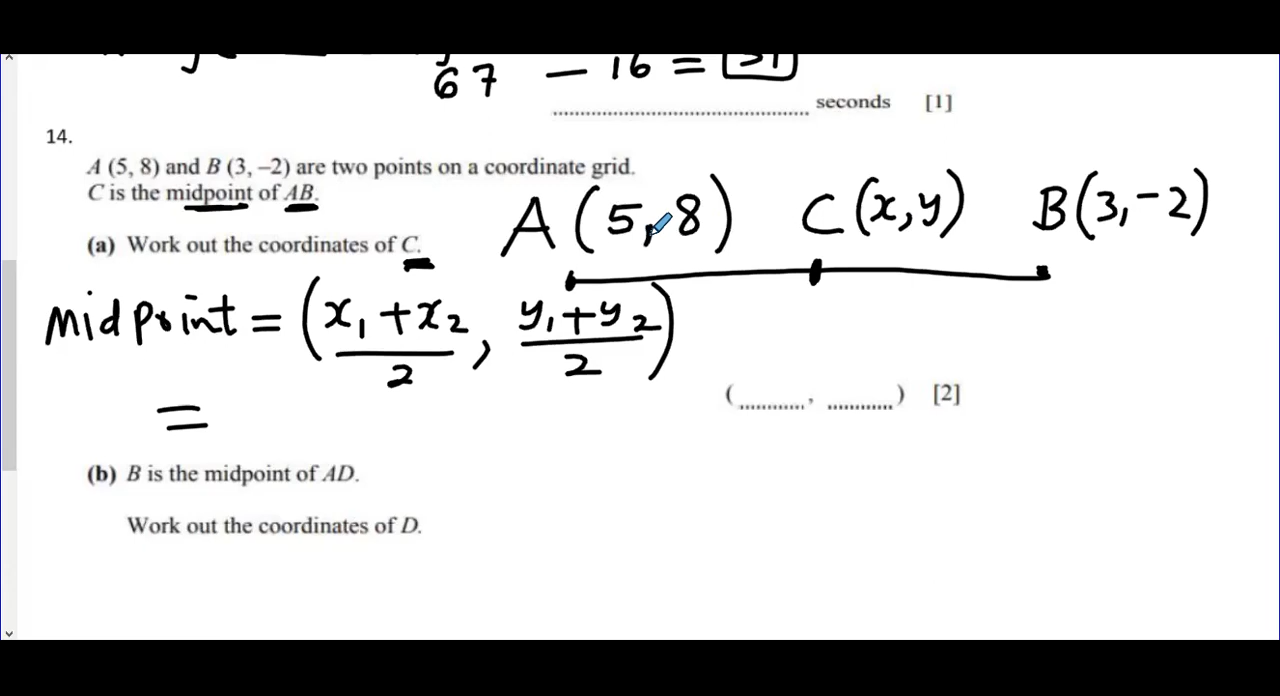 67 - 16 = 51
seconds [1]
14.
A (5, 8) and B (3, –2) are two points on a coordinate grid.
C is the midpoint of AB.
A(5,8) C(x,y) B(3,-2)
(a) Work out the coordinates of C.
midpoint = (x₁+x₂/2, y₁+y₂/2)
(............, ............) [2]
=
(b) B is the midpoint of AD.
Work out the coordinates of D.